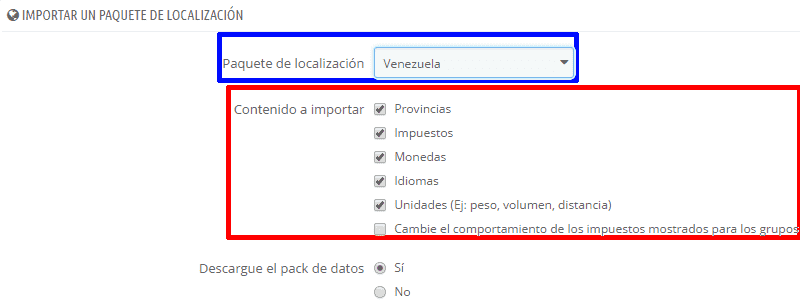 IMPORTAR UN PAQUETE DE LOCALIZACIÓN
Paquete de localización Venezuela
Contenido a importar Provincias
Impuestos
Monedas
Idiomas
Unidades (Ej: peso, volumen, distancia)
Cambie el comportamiento de los impuestos mostrados para los grupos
Descargue el pack de datos Sí
No